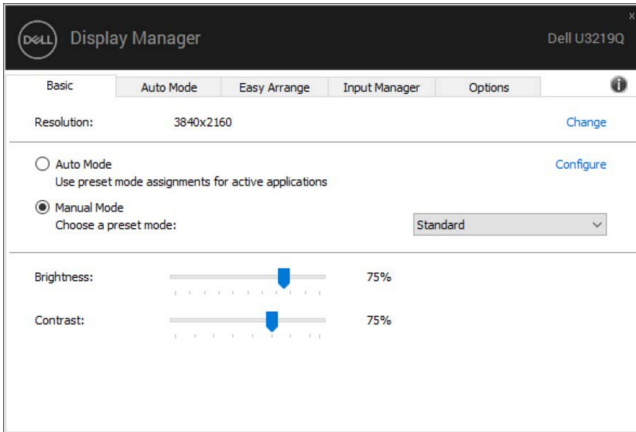 DELL Display Manager
Dell U3219Q
x
Basic
Auto Mode
Easy Arrange
Input Manager
Options
i
Resolution: 3840x2160 Change
Auto Mode Configure
Use preset mode assignments for active applications
Manual Mode
Choose a preset mode: Standard
Brightness: 75%
Contrast: 75%